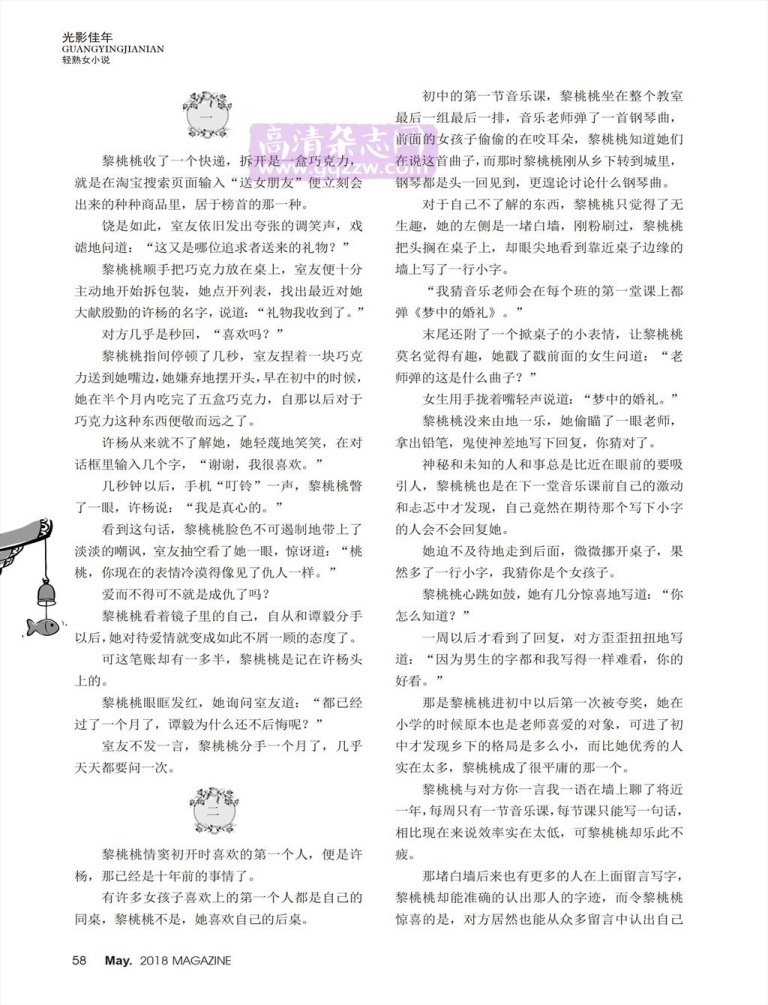 光影佳年
GUANGYINGJIANIAN
轻熟女小说
一
黎桃桃收了一个快递，拆开是一盒巧克力，
就是在淘宝搜索页面输入“送女朋友”便立刻会
出来的种种商品里，居于榜首的那一种。
饶是如此，室友依旧发出夸张的调笑声，戏
谑地问道：“这又是哪位追求者送来的礼物？”
黎桃桃顺手把巧克力放在桌上，室友便十分
主动地开始拆包装，她点开列表，找出最近对她
大献殷勤的许杨的名字，说道：“礼物我收到了。”
对方几乎是秒回，“喜欢吗？”
黎桃桃指间停顿了几秒，室友捏着一块巧克
力送到她嘴边，她嫌弃地摆开头，早在初中的时候，
她在半个月内吃完了五盒巧克力，自那以后对于
巧克力这种东西便敬而远之了。
许杨从来就不了解她，她轻蔑地笑笑，在对
话框里输入几个字，“谢谢，我很喜欢。”
几秒钟以后，手机“叮铃”一声，黎桃桃瞥
了一眼，许杨说：“我是真心的。”
看到这句话，黎桃桃脸色不可遏制地带上了
淡淡的嘲讽，室友抽空看了她一眼，惊讶道：“桃
桃，你现在的表情冷漠得像见了仇人一样。”
爱而不得可不就是成仇了吗？
黎桃桃看着镜子里的自己，自从和谭毅分手
以后，她对待爱情就变成如此不屑一顾的态度了。
可这笔账却有一多半，黎桃桃是记在许杨头
上的。
黎桃桃眼眶发红，她询问室友道：“都已经
过了一个月了，谭毅为什么还不后悔呢？”
室友不发一言，黎桃桃分手一个月了，几乎
天天都要问一次。
二
黎桃桃情窦初开时喜欢的第一个人，便是许
杨，那已经是十年前的事情了。
有许多女孩子喜欢上的第一个人都是自己的
同桌，黎桃桃不是，她喜欢自己的后桌。
初中的第一节音乐课，黎桃桃坐在整个教室
最后一组最后一排，音乐老师弹了一首钢琴曲，
前面的女孩子偷偷的在咬耳朵，黎桃桃知道她们
在说这首曲子，而那时黎桃桃刚从乡下转到城里，
钢琴都是头一回见到，更遑论讨论什么钢琴曲。
对于自己不了解的东西，黎桃桃只觉得了无
生趣，她的左侧是一堵白墙，刚粉刷过，黎桃桃
把头搁在桌子上，却眼尖地看到靠近桌子边缘的
墙上写了一行小字。
“我猜音乐老师会在每个班的第一堂课上都
弹《梦中的婚礼》。”
末尾还附了一个掀桌子的小表情，让黎桃桃
莫名觉得有趣，她戳了戳前面的女生问道：“老
师弹的这是什么曲子？”
女生用手拢着嘴轻声说道：“梦中的婚礼。”
黎桃桃没来由地一乐，她偷瞄了一眼老师，
拿出铅笔，鬼使神差地写下回复，你猜对了。
神秘和未知的人和事总是比近在眼前的要吸
引人，黎桃桃也是在下一堂音乐课前自己的激动
和忐忑中才发现，自己竟然在期待那个写下小字
的人会不会回复她。
她迫不及待地走到后面，微微挪开桌子，果
然多了一行小字，我猜你是个女孩子。
黎桃桃心跳如鼓，她有几分惊喜地写道：“你
怎么知道？”
一周以后才看到了回复，对方歪歪扭扭地写
道：“因为男生的字都和我写得一样难看，你的
好看。”
那是黎桃桃进初中以后第一次被夸奖，她在
小学的时候原本也是老师喜爱的对象，可进了初
中才发现乡下的格局是多么小，而比她优秀的人
实在太多，黎桃桃成了很平庸的那一个。
黎桃桃与对方你一言我一语在墙上聊了将近
一年，每周只有一节音乐课，每节课只能写一句话，
相比现在来说效率实在太低，可黎桃桃却乐此不
疲。
那堵白墙后来也有更多的人在上面留言写字，
黎桃桃却能准确的认出那人的字迹，而令黎桃桃
惊喜的是，对方居然也能从众多留言中认出自己
高清杂志网
www.gqzzw.com
58 May. 2018 MAGAZINE